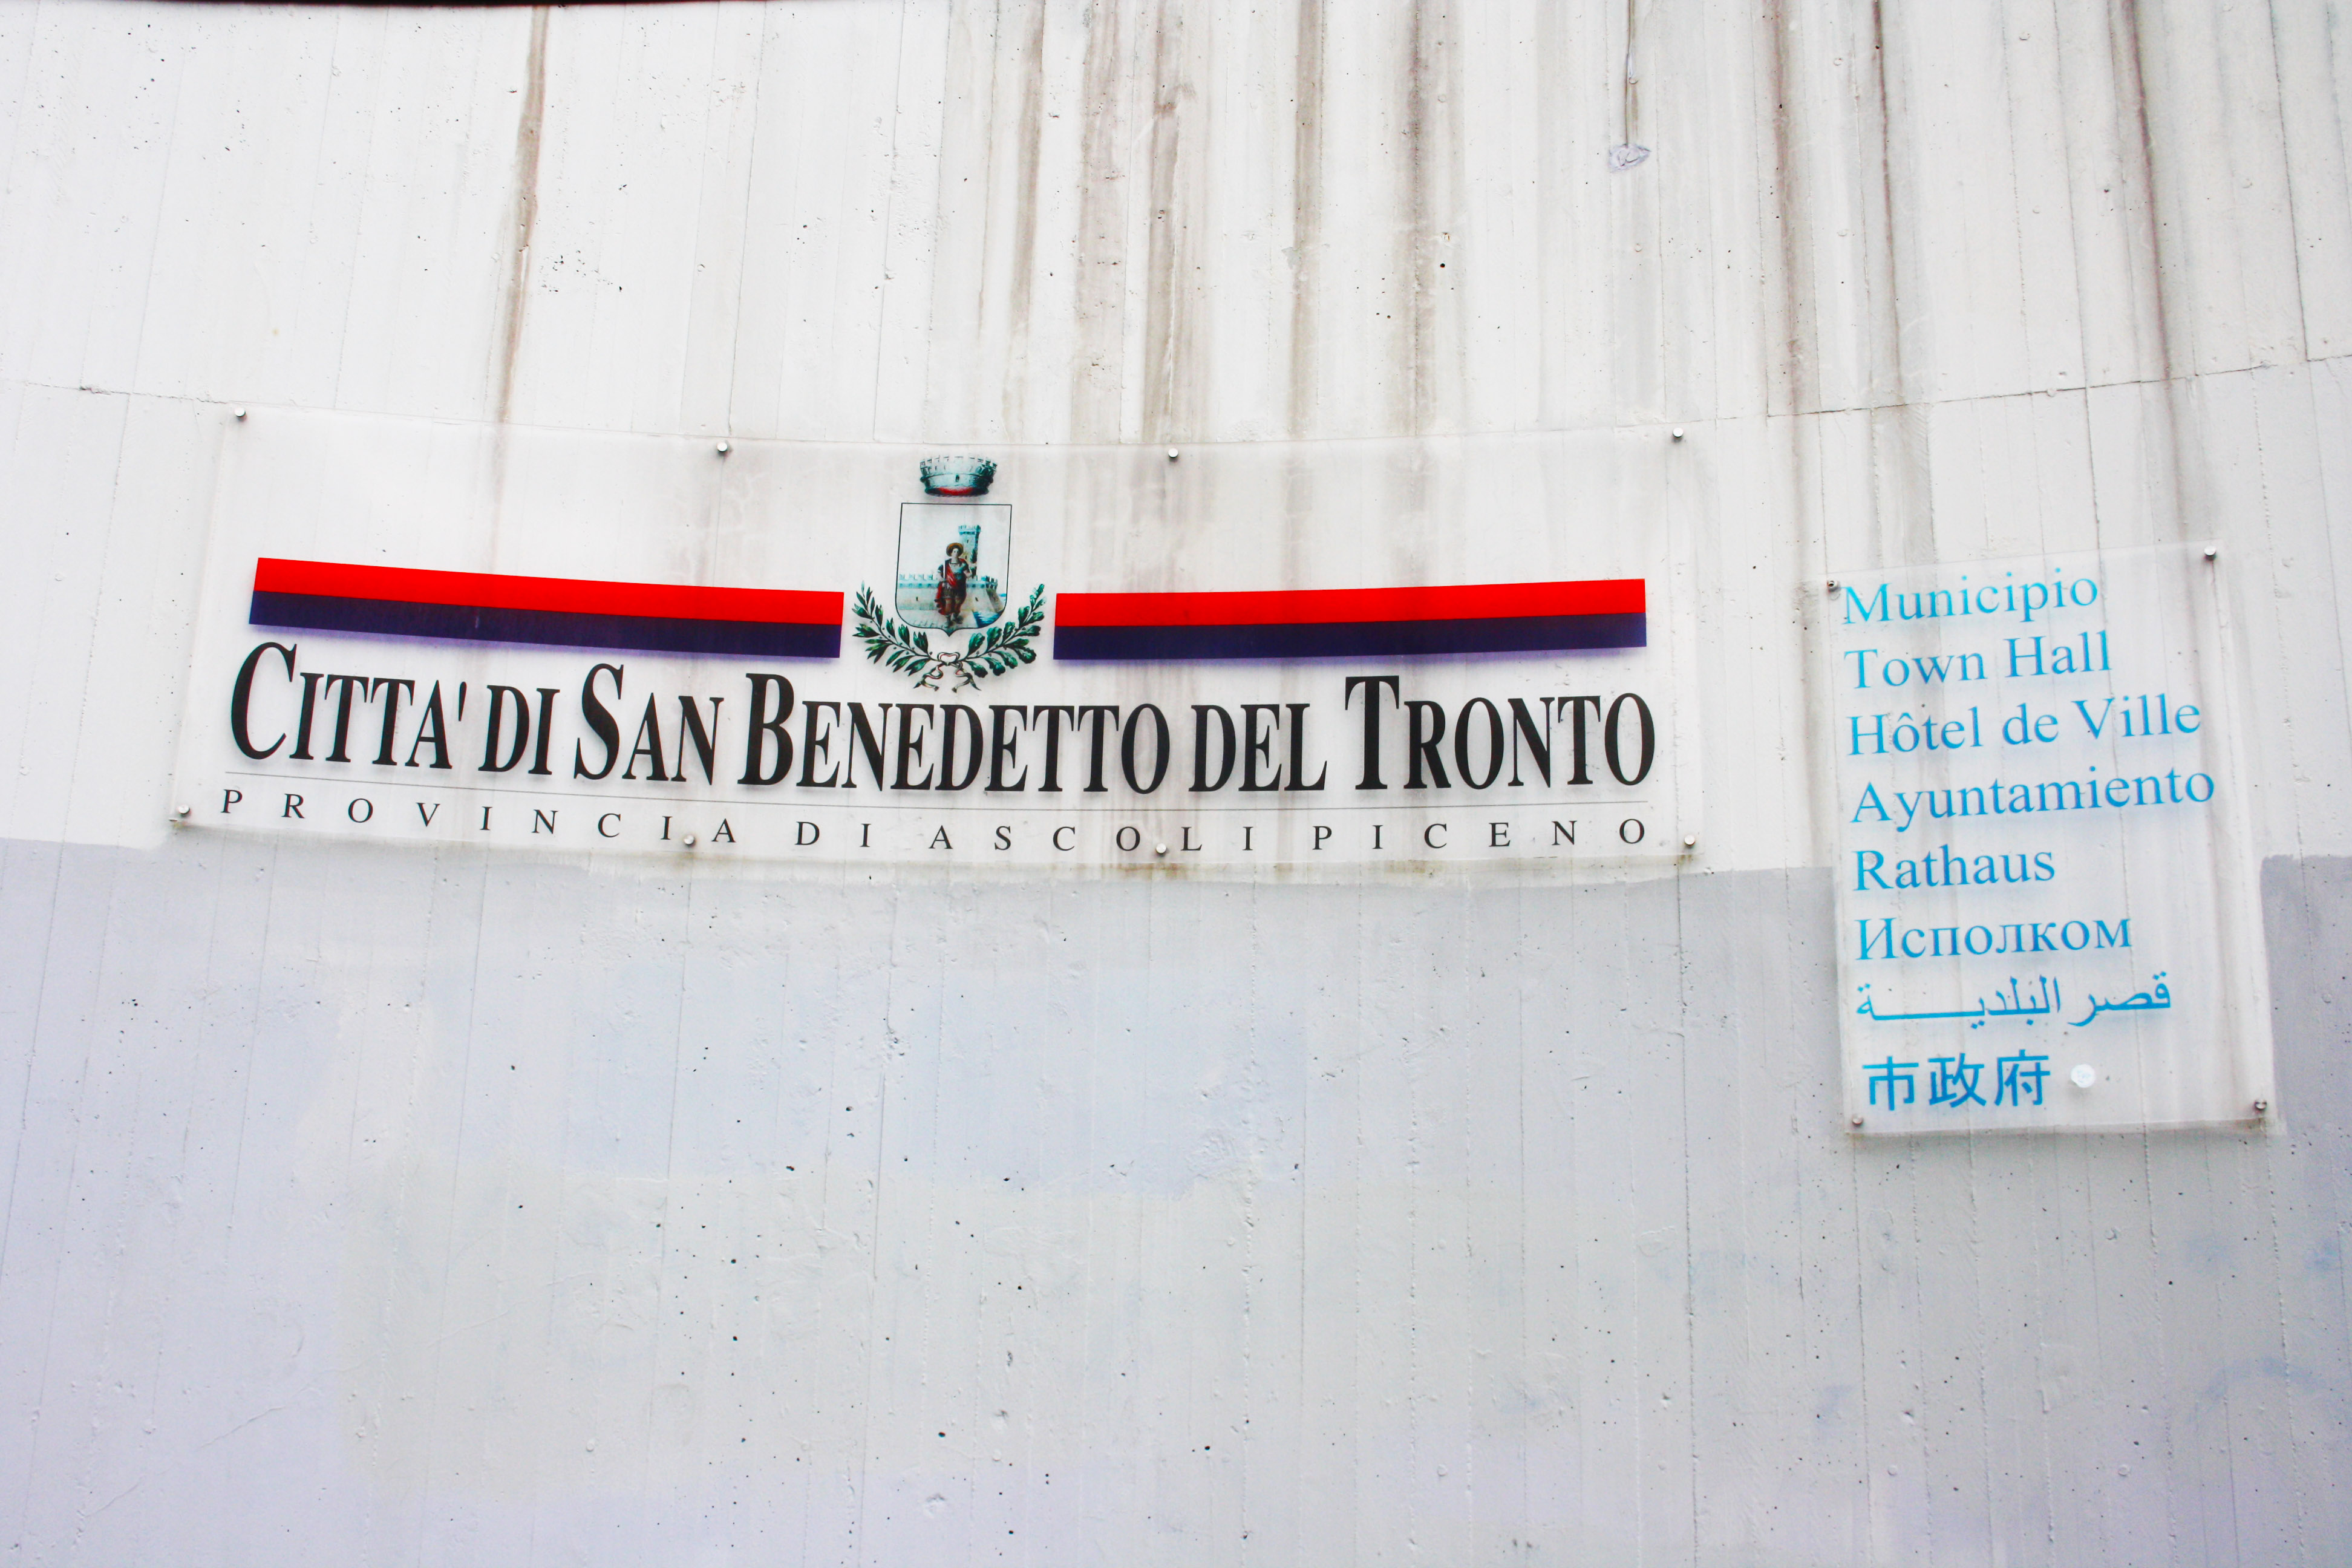 CITTA' DI SAN BENEDETTO DEL TRONTO
PROVINCIA DI ASCOLI PICENO
Municipio
Town Hall
Hôtel de Ville
Ayuntamiento
Rathaus
Исполком
قصر البلديـــــة
市政府